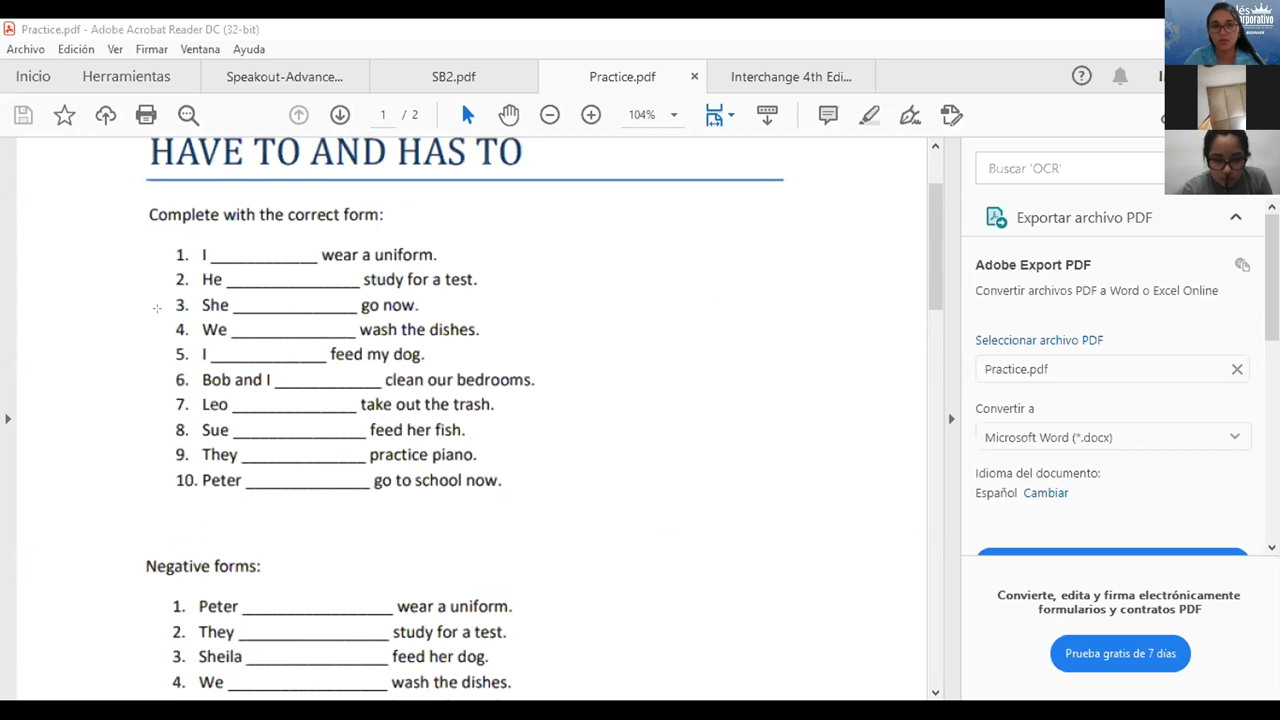 Practice.pdf - Adobe Acrobat Reader DC (32-bit)
Archivo Edición Ver Firmar Ventana Ayuda
Inicio Herramientas Speakout-Advance... SB2.pdf Practice.pdf × Interchange 4th Edi...
1 / 2 104%
HAVE TO AND HAS TO
Complete with the correct form:
1. I ____________ wear a uniform.
2. He _______________ study for a test.
3. She ______________ go now.
4. We ______________ wash the dishes.
5. I _____________ feed my dog.
6. Bob and I ____________ clean our bedrooms.
7. Leo ______________ take out the trash.
8. Sue _______________ feed her fish.
9. They ______________ practice piano.
10. Peter ______________ go to school now.
Negative forms:
1. Peter _________________ wear a uniform.
2. They _________________ study for a test.
3. Sheila ________________ feed her dog.
4. We __________________ wash the dishes.
Buscar 'OCR'
Exportar archivo PDF
Adobe Export PDF
Convertir archivos PDF a Word o Excel Online
Seleccionar archivo PDF
Practice.pdf
Convertir a
Microsoft Word (*.docx)
Idioma del documento:
Español Cambiar
Convierte, edita y firma electrónicamente
formularios y contratos PDF
Prueba gratis de 7 días